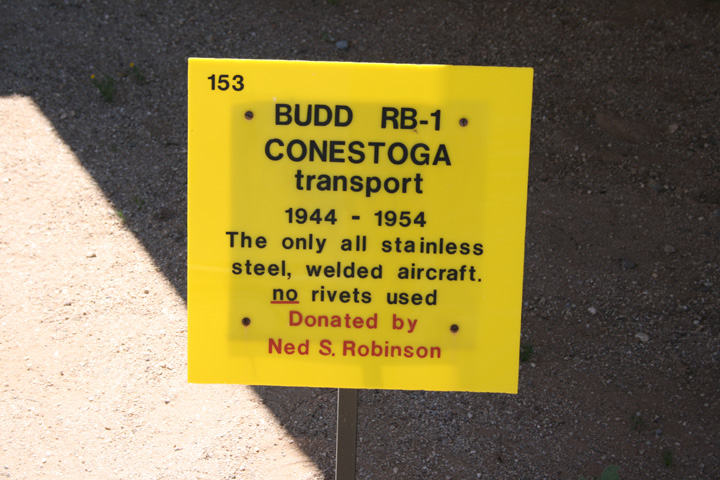 153
BUDD RB-1
CONESTOGA
transport
1944 - 1954
The only all stainless
steel, welded aircraft.
no rivets used
Donated by
Ned S. Robinson